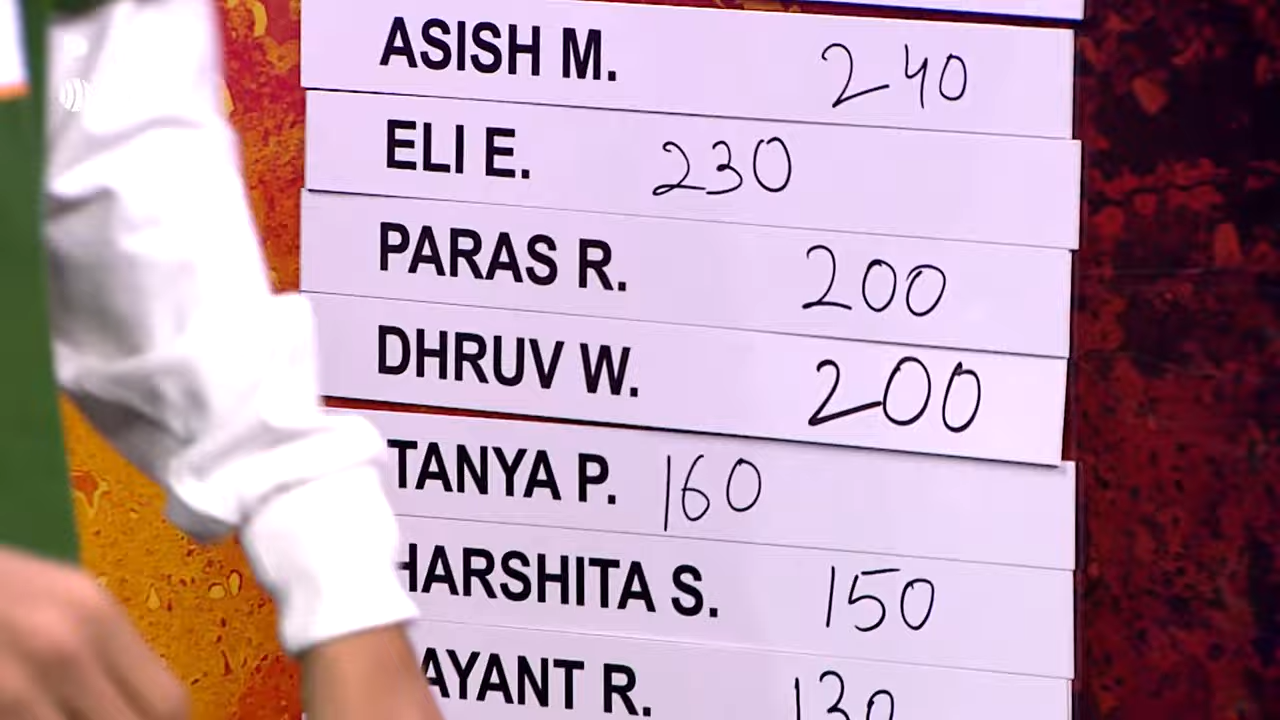 ASISH M. 240
ELI E. 230
PARAS R. 200
DHRUV W. 200
TANYA P. 160
HARSHITA S. 150
AYANT R. 130